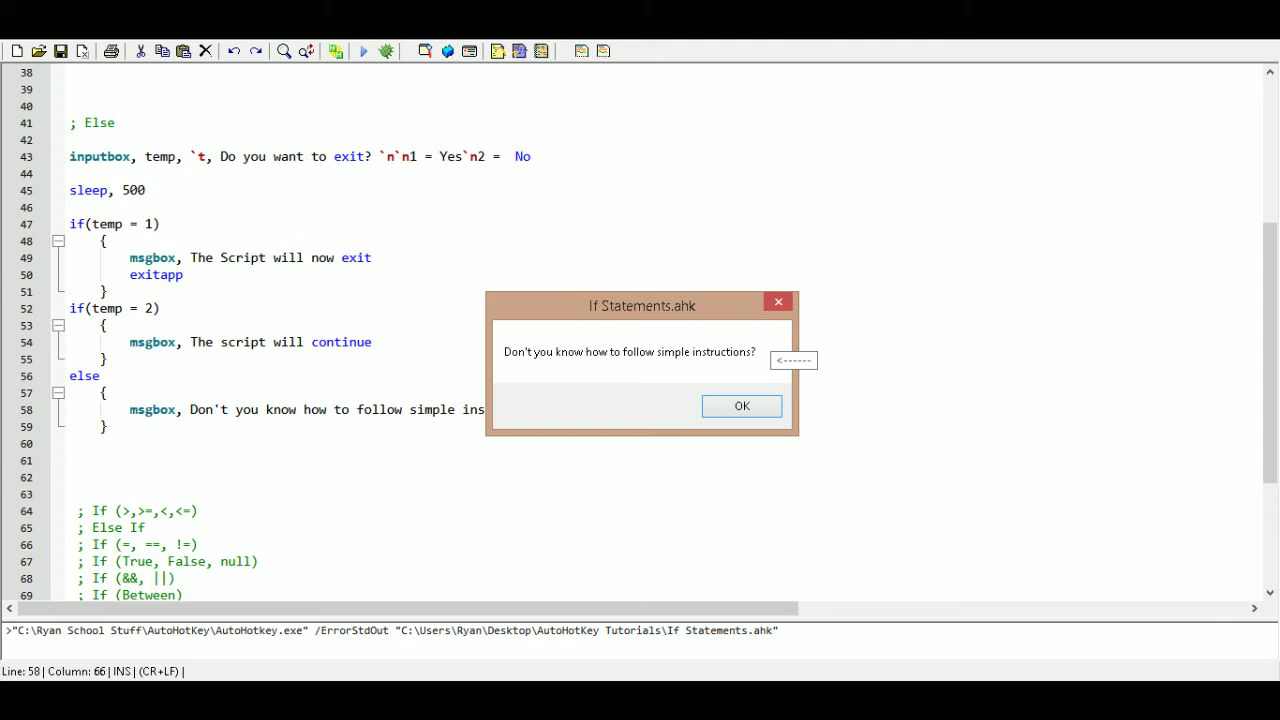 38
39
40
41 ; Else
42
43 inputbox, temp, `t, Do you want to exit? `n`n1 = Yes`n2 =  No
44
45 sleep, 500
46
47 if(temp = 1)
48 {
49 msgbox, The Script will now exit
50 exitapp
51 }
52 if(temp = 2)
53 {
54 msgbox, The script will continue
55 }
56 else
57 {
58 msgbox, Don't you know how to follow simple ins
59 }
60
61
62
63
64 ; If (>,>=,<,<=)
65 ; Else If
66 ; If (=, ==, !=)
67 ; If (True, False, null)
68 ; If (&&, ||)
69 ; If (Between)
If Statements.ahk
Don't you know how to follow simple instructions?
<------
OK
>"C:\Ryan School Stuff\AutoHotKey\AutoHotkey.exe" /ErrorStdOut "C:\Users\Ryan\Desktop\AutoHotKey Tutorials\If Statements.ahk"
Line: 58 | Column: 66 | INS | (CR+LF) |